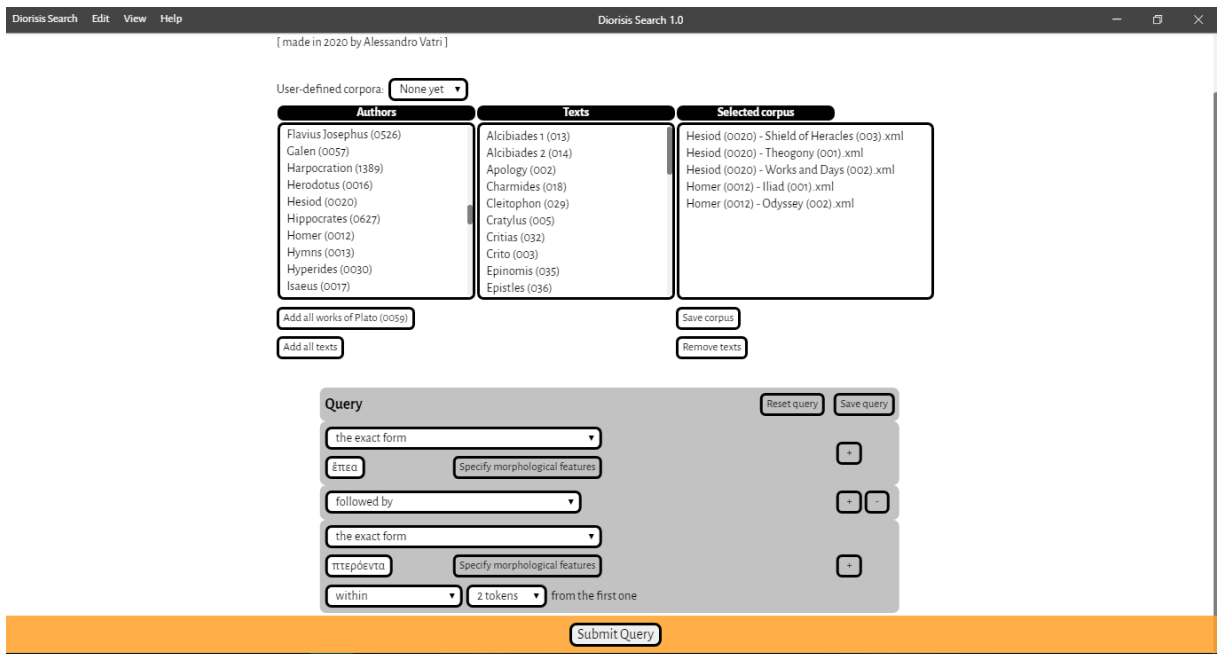 Diorisis Search Edit View Help Diorisis Search 1.0
[ made in 2020 by Alessandro Vatri ]
User-defined corpora: None yet
Authors Texts Selected corpus
Flavius Josephus (0526)
Galen (0057)
Harpocration (1389)
Herodotus (0016)
Hesiod (0020)
Hippocrates (0627)
Homer (0012)
Hymns (0013)
Hyperides (0030)
Isaeus (0017)
Alcibiades 1 (013)
Alcibiades 2 (014)
Apology (002)
Charmides (018)
Cleitophon (029)
Cratylus (005)
Critias (032)
Crito (003)
Epinomis (035)
Epistles (036)
Hesiod (0020) - Shield of Heracles (003).xml
Hesiod (0020) - Theogony (001).xml
Hesiod (0020) - Works and Days (002).xml
Homer (0012) - Iliad (001).xml
Homer (0012) - Odyssey (002).xml
Add all works of Plato (0059)
Add all texts
Save corpus
Remove texts
Query Reset query Save query
the exact form
+
ἔπεα Specify morphological features
followed by + -
the exact form
πτερόεντα Specify morphological features +
within 2 tokens from the first one
Submit Query